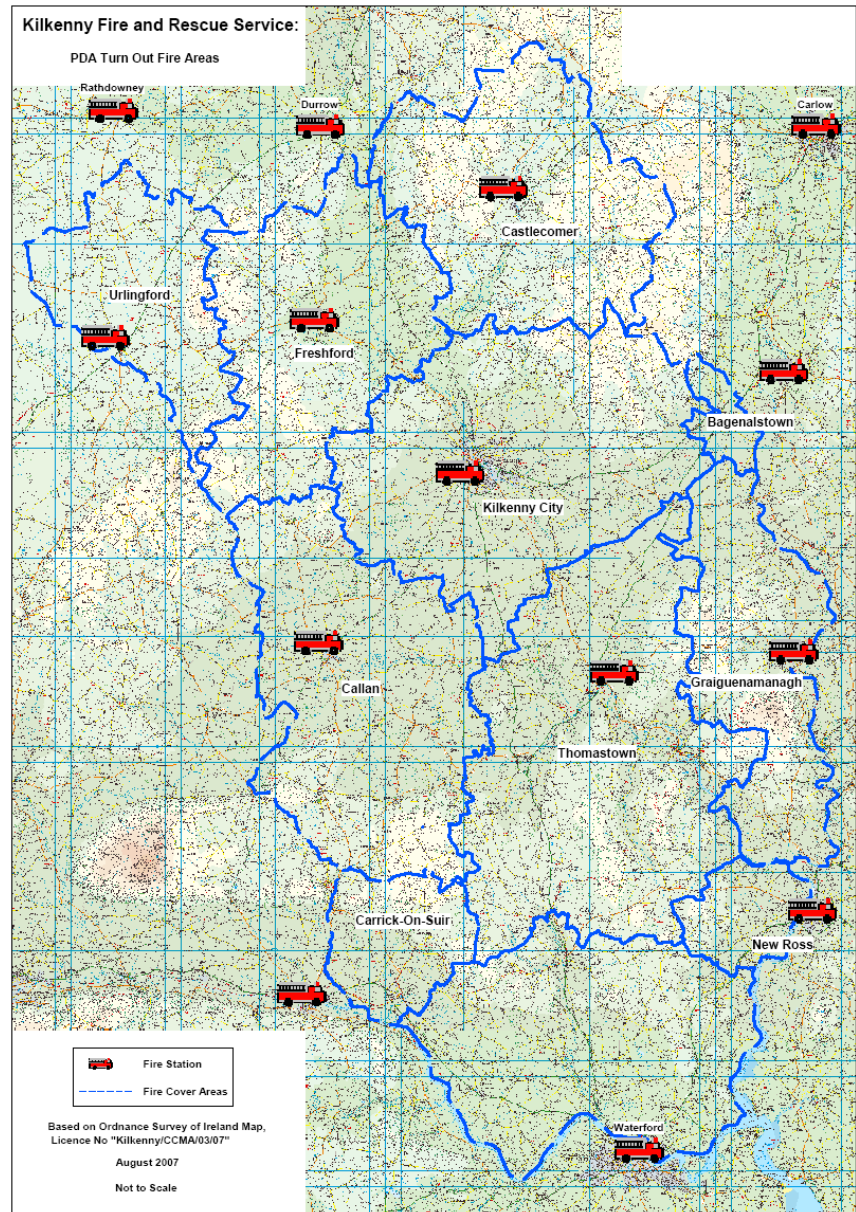 Kilkenny Fire and Rescue Service:
PDA Turn Out Fire Areas
Rathdowney
Durrow
Carlow
Castlecomer
Urlingford
Freshford
Bagenalstown
Kilkenny City
Graiguenamanagh
Callan
Thomastown
Carrick-On-Suir
New Ross
Fire Station
Fire Cover Areas
Based on Ordnance Survey of Ireland Map,
Licence No "Kilkenny/CCMA/03/07"
Waterford
August 2007
Not to Scale